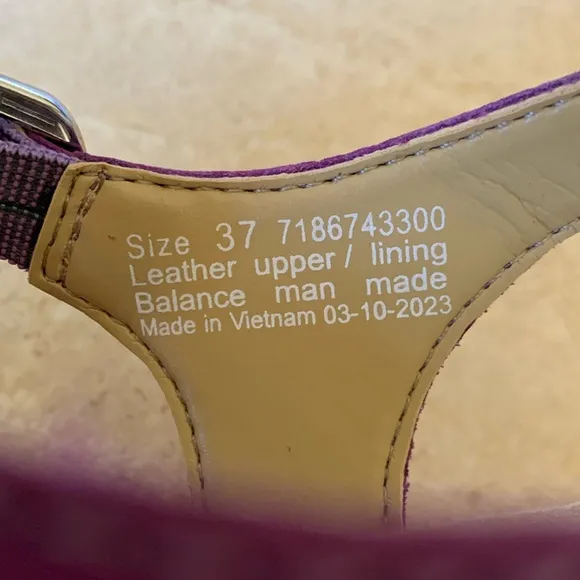 Size 37 7186743300
Leather upper / lining
Balance man made
Made in Vietnam 03-10-2023